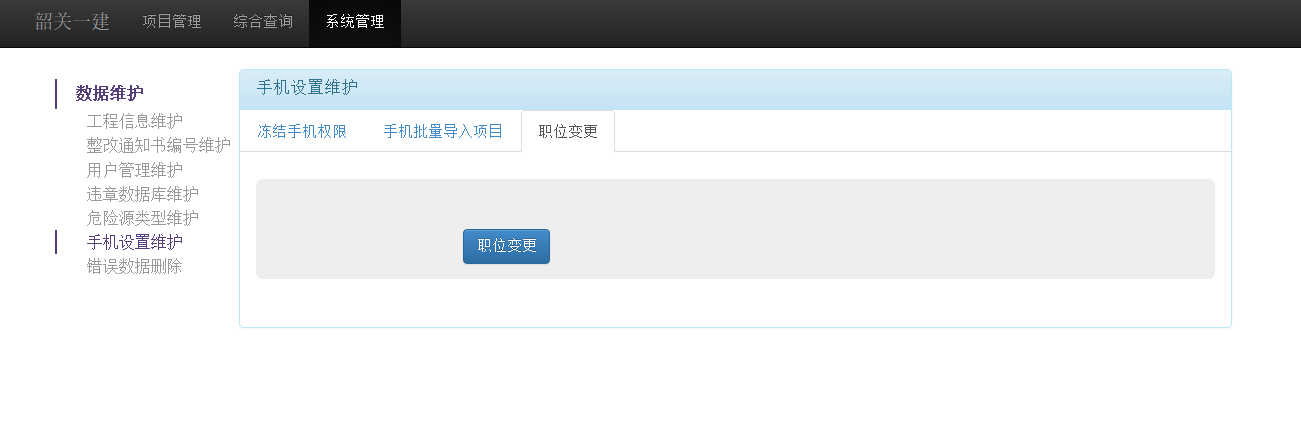 韶关一建 项目管理 综合查询 系统管理
数据维护
工程信息维护
整改通知书编号维护
用户管理维护
违章数据库维护
危险源类型维护
手机设置维护
错误数据删除
手机设置维护
冻结手机权限 手机批量导入项目 职位变更
职位变更